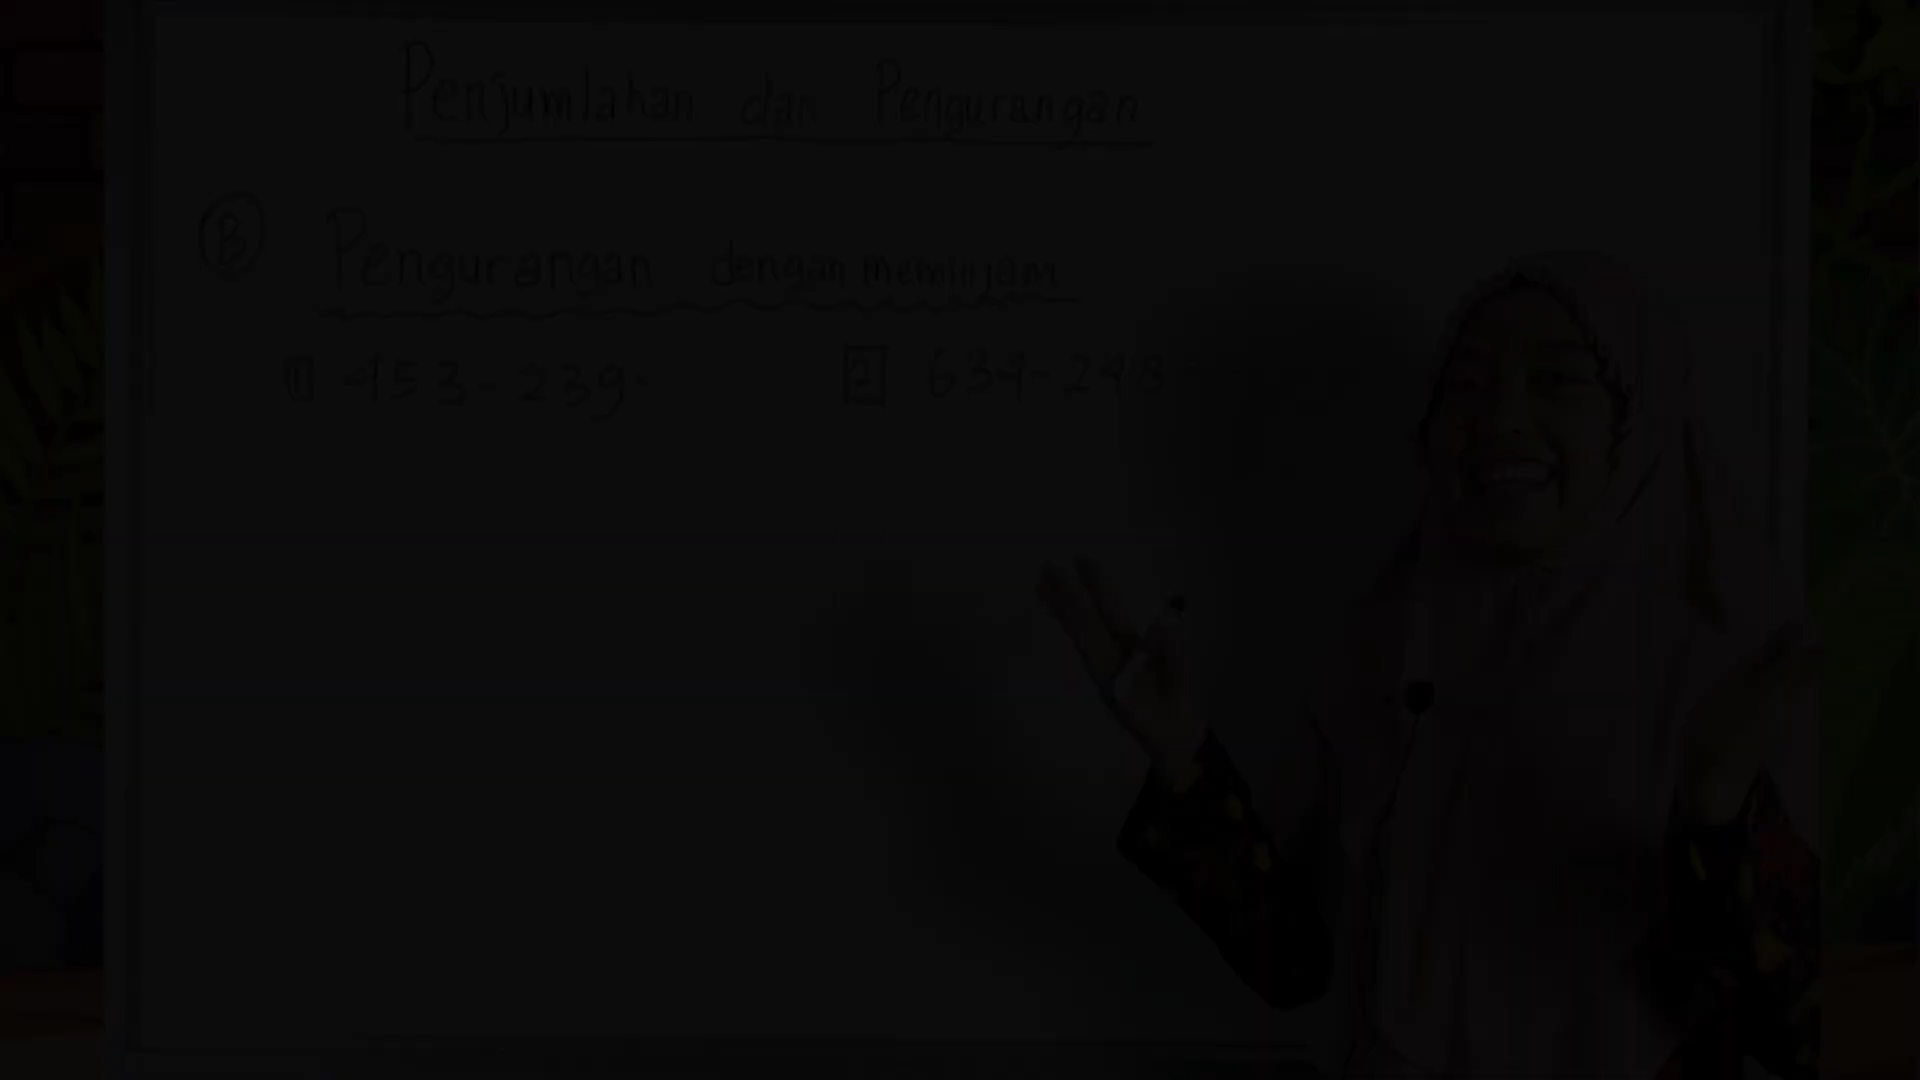 Penjumlahan dan Pengurangan
B Pengurangan dengan meminjam
1 453-239.
2 634-248